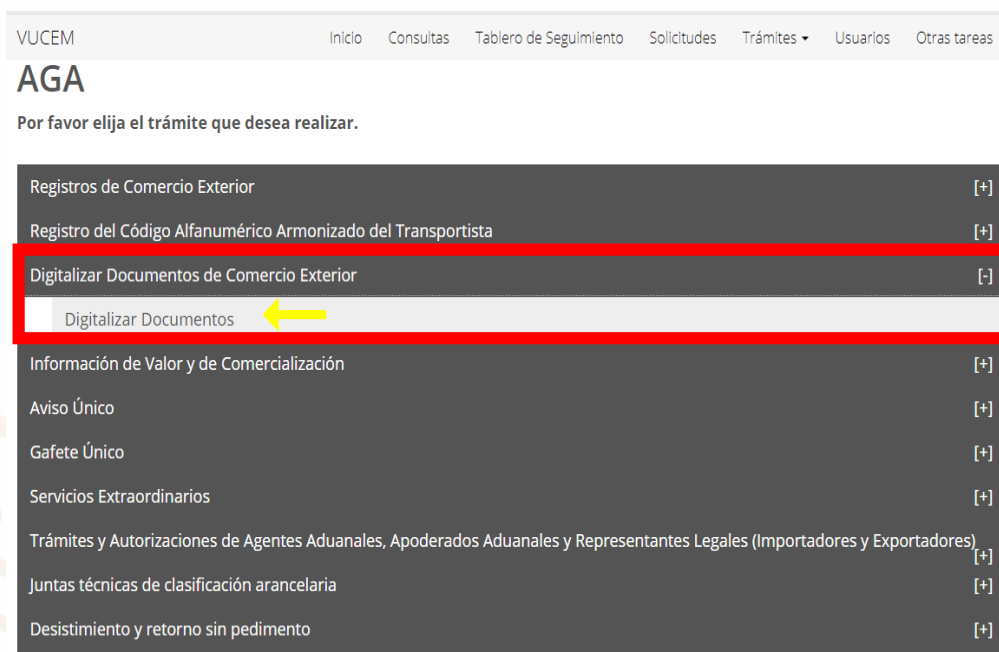 VUCEM Inicio Consultas Tablero de Seguimiento Solicitudes Trámites Usuarios Otras tareas
AGA
Por favor elija el trámite que desea realizar.
Registros de Comercio Exterior [+]
Registro del Código Alfanumérico Armonizado del Transportista [+]
Digitalizar Documentos de Comercio Exterior [-]
Digitalizar Documentos
Información de Valor y de Comercialización [+]
Aviso Único [+]
Gafete Único [+]
Servicios Extraordinarios [+]
Trámites y Autorizaciones de Agentes Aduanales, Apoderados Aduanales y Representantes Legales (Importadores y Exportadores)
[+]
Juntas técnicas de clasificación arancelaria [+]
Desistimiento y retorno sin pedimento [+]